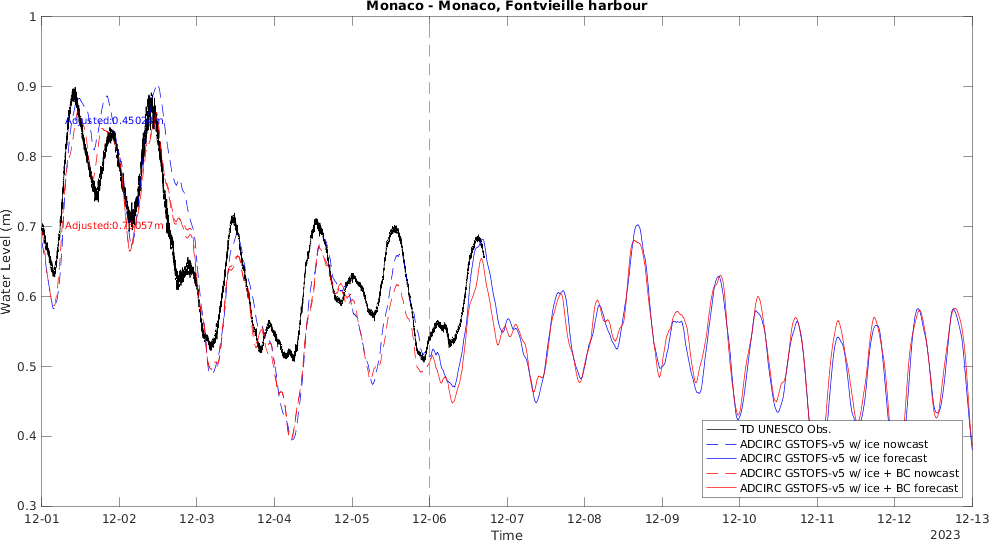 Monaco - Monaco, Fontvieille harbour
Water Level (m)
1
0.9
0.8
0.7
0.6
0.5
0.4
0.3
12-01
12-02
12-03
12-04
12-05
12-06
12-07
12-08
12-09
12-10
12-11
12-12
12-13
Time
2023
TD UNESCO Obs.
ADCIRC GSTOFS-v5 w/ ice nowcast
ADCIRC GSTOFS-v5 w/ ice forecast
ADCIRC GSTOFS-v5 w/ ice + BC nowcast
ADCIRC GSTOFS-v5 w/ ice + BC forecast